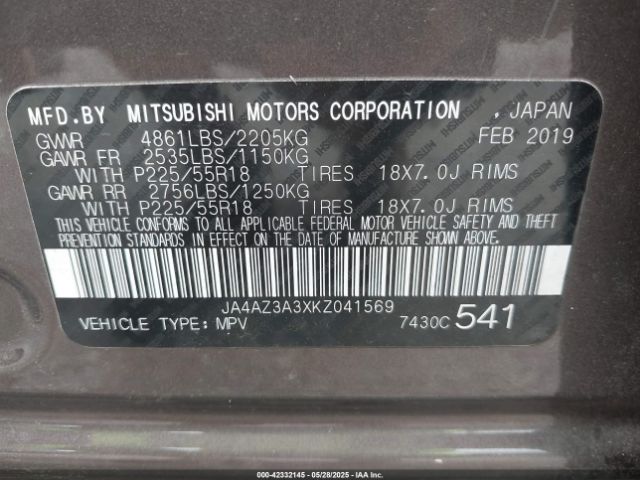 MFD.BY MITSUBISHI MOTORS CORPORATION , JAPAN
GVWR 4861LBS/2205KG FEB 2019
GAWR FR 2535LBS/1150KG
WITH P225/55R18 TIRES 18X7.0J RIMS
GAWR RR 2756LBS/1250KG
WITH P225/55R18 TIRES 18X7.0J RIMS
THIS VEHICLE CONFORMS TO ALL APPLICABLE FEDERAL MOTOR VEHICLE SAFETY AND THEFT
PREVENTION STANDARDS IN EFFECT ON THE DATE OF MANUFACTURE SHOWN ABOVE.
JA4AZ3A3XKZ041569
VEHICLE TYPE: MPV 7430C 541
000-42332145 — 05/28/2025 — IAAI.COM